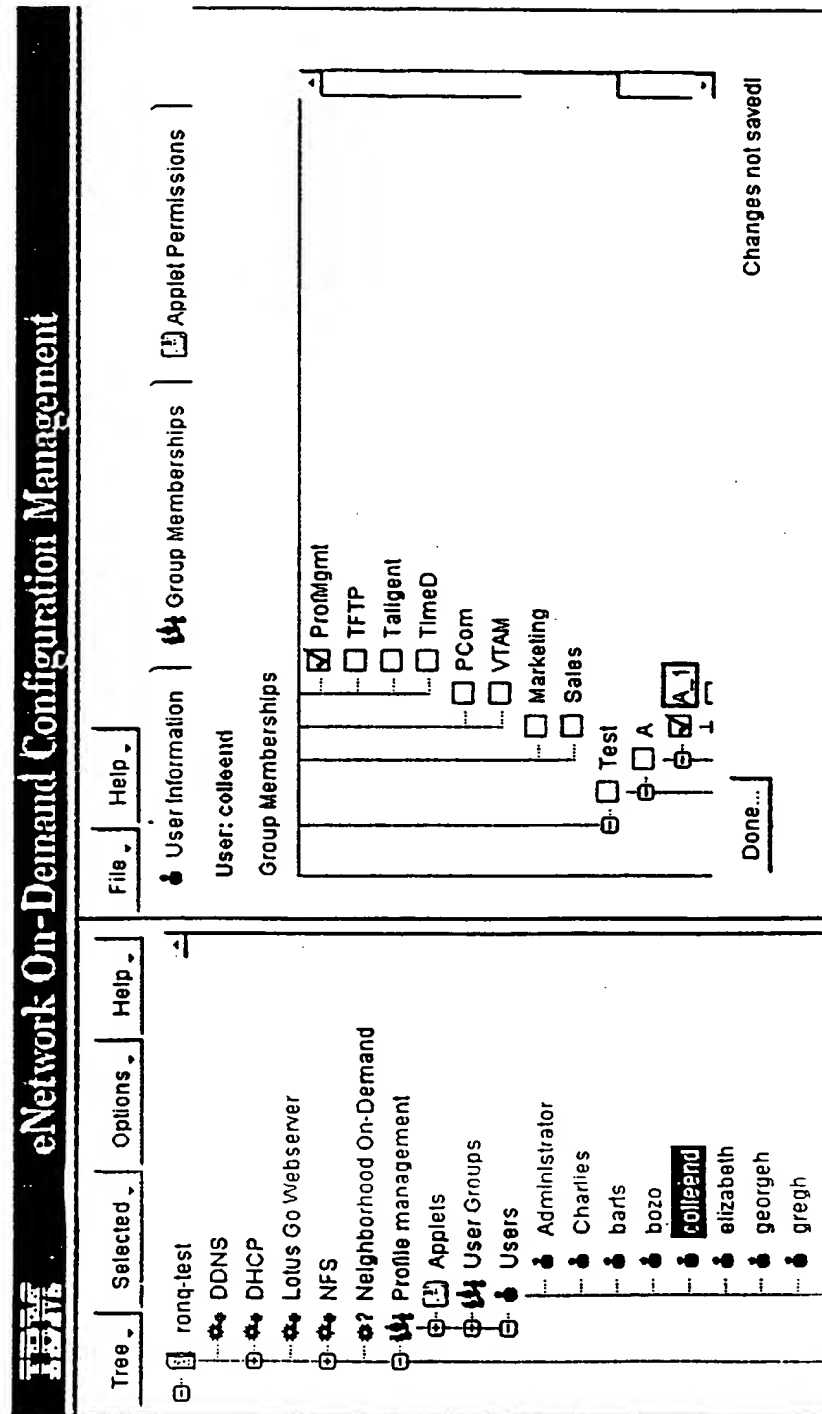 IBM eNetwork On-Demand Configuration Management
Tree Selected Options Help
ronq-test
DDNS
DHCP
Lotus Go Webserver
NFS
Neighborhood On-Demand
Profile management
Applets
User Groups
Users
Administrator
Charlies
barts
bozo
colleend
elizabeth
georgeh
gregh
File Help
User Information Group Memberships Applet Permissions
User: colleend
Group Memberships
ProfMgmt
TFTP
Taligent
TimeD
PCom
VTAM
Marketing
Sales
Test
A
A_1
Done...
Changes not saved!